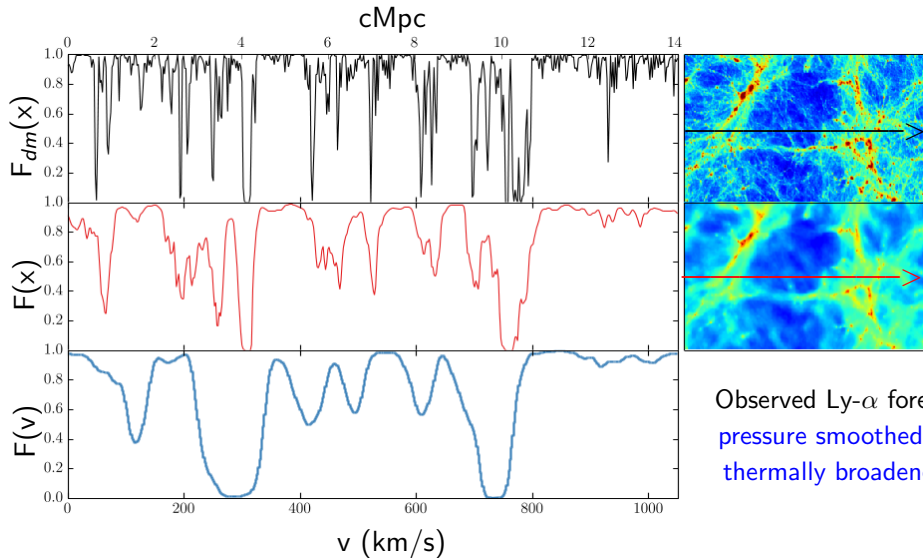 cMpc
0 2 4 6 8 10 12 14
1.0
0.8
0.6
0.4
0.2
F_dm(x)
1.0
0.8
0.6
0.4
0.2
F(x)
1.0
0.8
0.6
0.4
0.2
0.0
F(v)
0 200 400 600 800 1000
v (km/s)
Observed Ly-α fore
pressure smoothed
thermally broaden